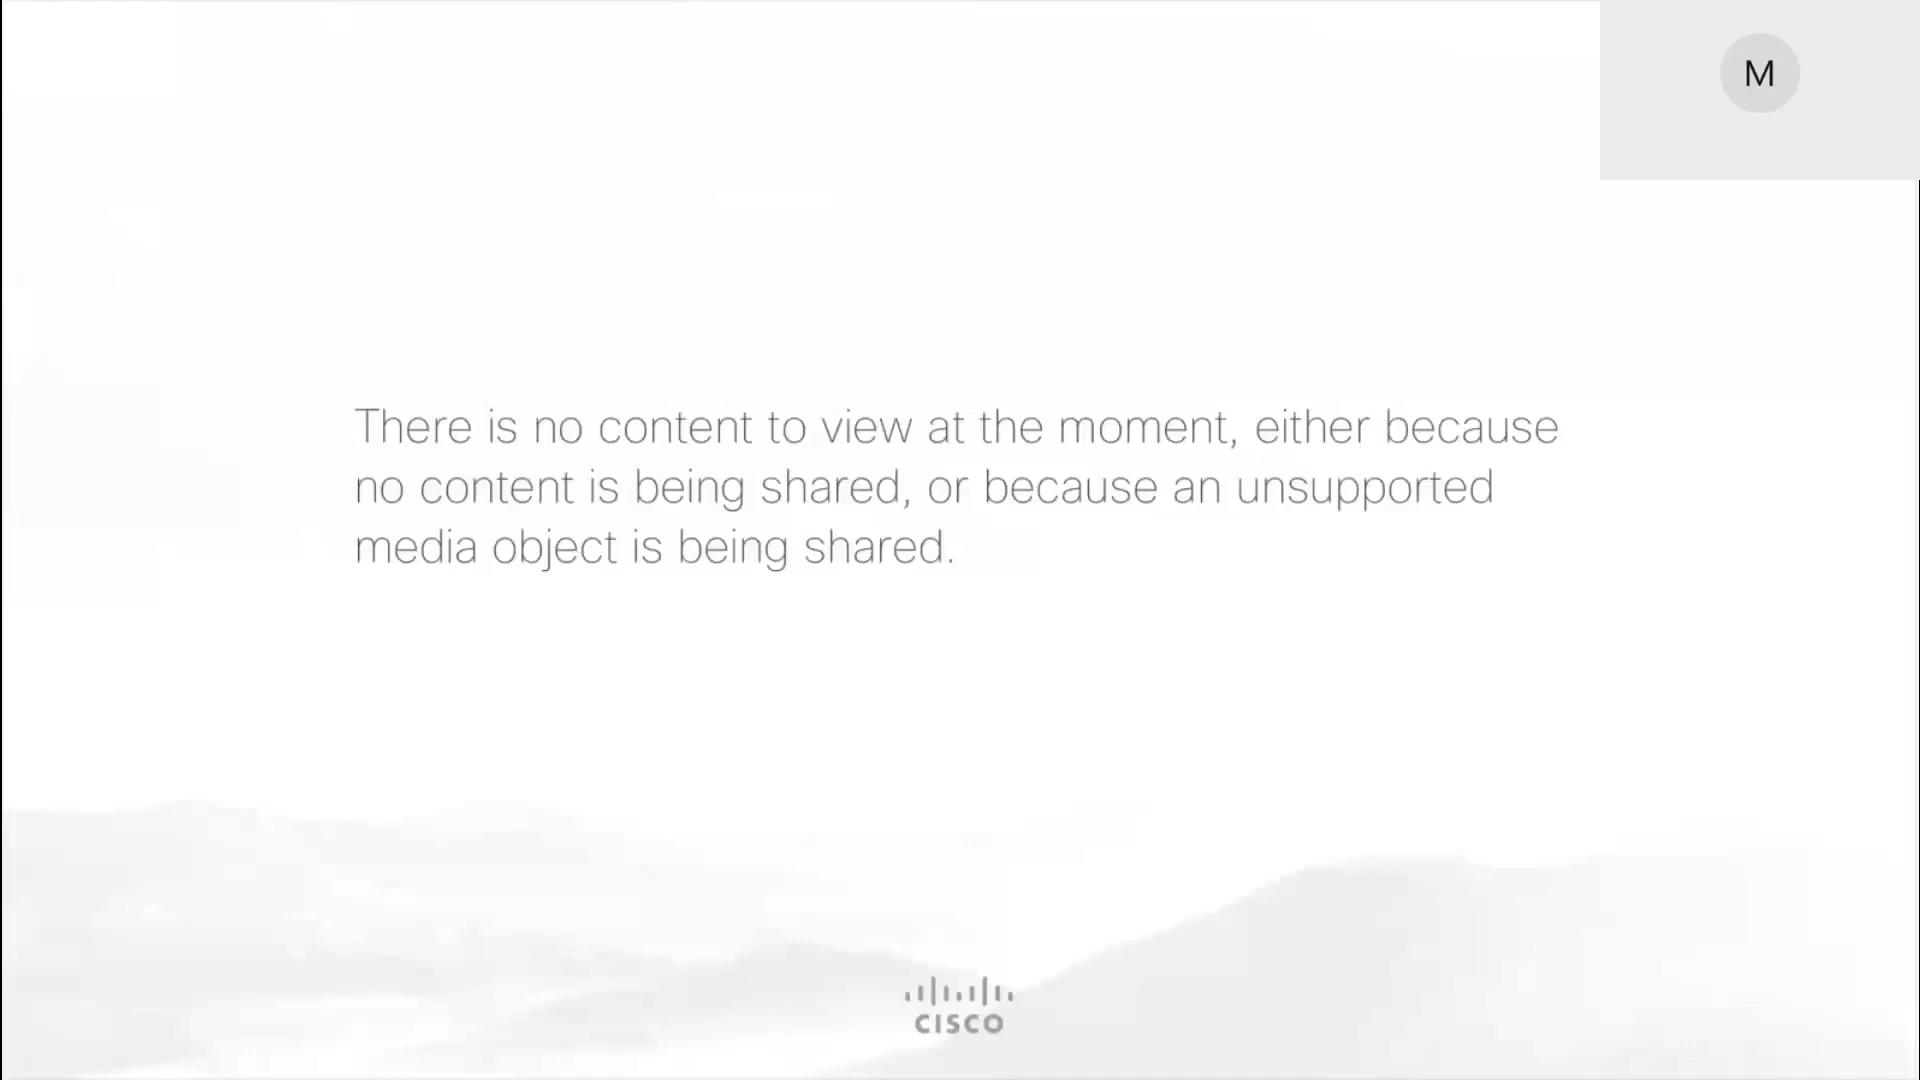 M
There is no content to view at the moment, either because
no content is being shared, or because an unsupported
media object is being shared.
CISCO